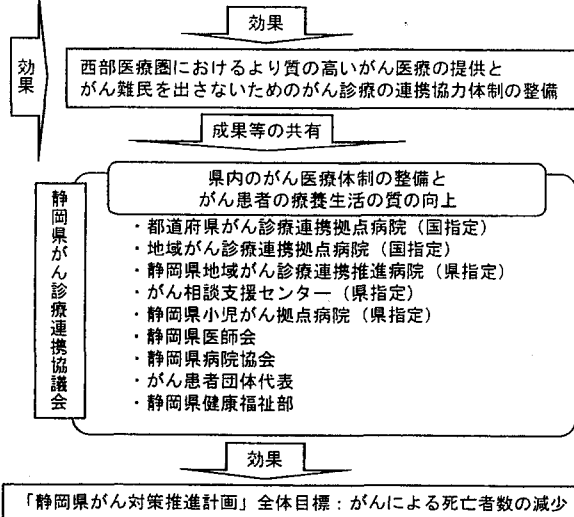 効果
効果
西部医療圏におけるより質の高いがん医療の提供と
がん難民を出さないためのがん診療の連携協力体制の整備
成果等の共有
県内のがん医療体制の整備と
がん患者の療養生活の質の向上
静岡県がん診療連携協議会
・都道府県がん診療連携拠点病院（国指定）
・地域がん診療連携拠点病院（国指定）
・静岡県地域がん診療連携推進病院（県指定）
・がん相談支援センター（県指定）
・静岡県小児がん拠点病院（県指定）
・静岡県医師会
・静岡県病院協会
・がん患者団体代表
・静岡県健康福祉部
効果
「静岡県がん対策推進計画」全体目標：がんによる死亡者数の減少